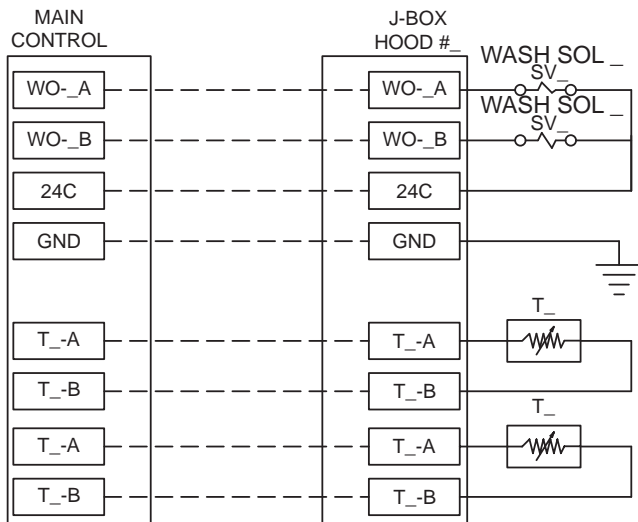 MAIN
CONTROL
J-BOX
HOOD #_
WASH SOL _
SV_
WO-_A
WO-_A
WASH SOL _
SV_
WO-_B
WO-_B
24C
24C
GND
GND
T_
T_-A
T_-A
T_-B
T_-B
T_
T_-A
T_-A
T_-B
T_-B